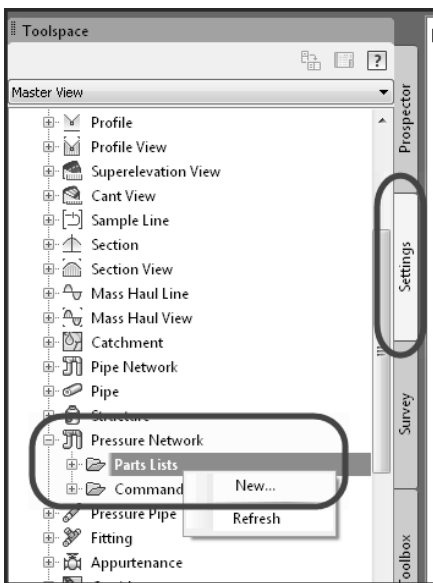 Toolspace
Master View
Profile
Profile View
Superelevation View
Cant View
Sample Line
Section
Section View
Mass Haul Line
Mass Haul View
Catchment
Pipe Network
Pipe
Structure
Pressure Network
Parts Lists
Command
New...
Refresh
Pressure Pipe
Fitting
Appurtenance
Prospector
Settings
Survey
oolbox